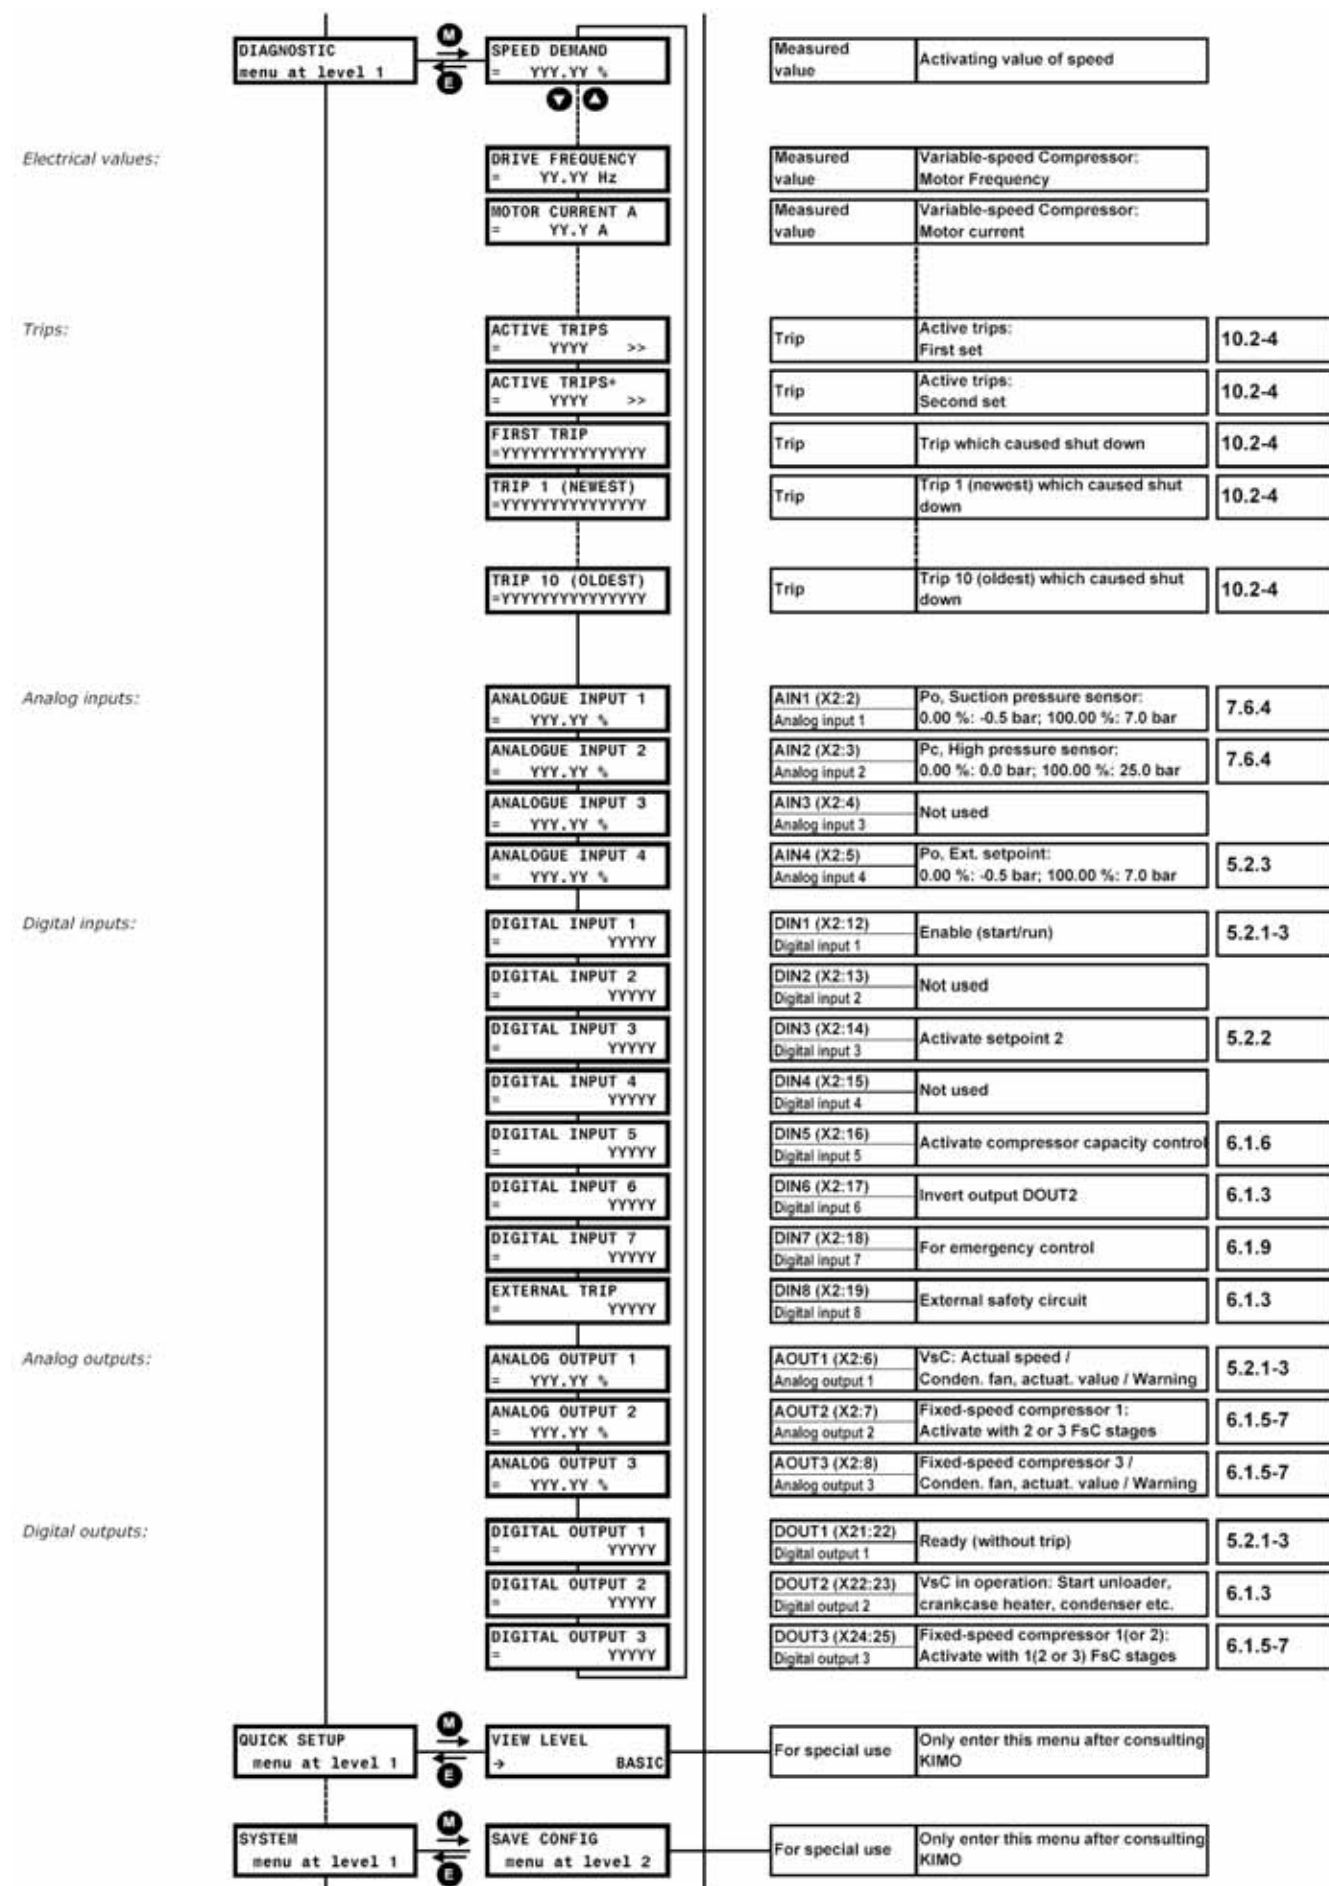 DIAGNOSTIC
menu at level 1
M
E
SPEED DEMAND
= YYY.YY %
Measured
value
Activating value of speed
Electrical values:
DRIVE FREQUENCY
= YY.YY Hz
Measured
value
Variable-speed Compressor:
Motor Frequency
MOTOR CURRENT A
= YY.Y A
Measured
value
Variable-speed Compressor:
Motor current
Trips:
ACTIVE TRIPS
= YYYY >>
Trip
Active trips:
First set
10.2-4
ACTIVE TRIPS+
= YYYY >>
Trip
Active trips:
Second set
10.2-4
FIRST TRIP
=YYYYYYYYYYYYYYY
Trip
Trip which caused shut down
10.2-4
TRIP 1 (NEWEST)
=YYYYYYYYYYYYYYY
Trip
Trip 1 (newest) which caused shut
down
10.2-4
TRIP 10 (OLDEST)
=YYYYYYYYYYYYYYY
Trip
Trip 10 (oldest) which caused shut
down
10.2-4
Analog inputs:
ANALOGUE INPUT 1
= YYY.YY %
AIN1 (X2:2)
Analog input 1
Po, Suction pressure sensor:
0.00 %: -0.5 bar; 100.00 %: 7.0 bar
7.6.4
ANALOGUE INPUT 2
= YYY.YY %
AIN2 (X2:3)
Analog input 2
Pc, High pressure sensor:
0.00 %: 0.0 bar; 100.00 %: 25.0 bar
7.6.4
ANALOGUE INPUT 3
= YYY.YY %
AIN3 (X2:4)
Analog input 3
Not used
ANALOGUE INPUT 4
= YYY.YY %
AIN4 (X2:5)
Analog input 4
Po, Ext. setpoint:
0.00 %: -0.5 bar; 100.00 %: 7.0 bar
5.2.3
Digital inputs:
DIGITAL INPUT 1
= YYYYY
DIN1 (X2:12)
Digital input 1
Enable (start/run)
5.2.1-3
DIGITAL INPUT 2
= YYYYY
DIN2 (X2:13)
Digital input 2
Not used
DIGITAL INPUT 3
= YYYYY
DIN3 (X2:14)
Digital input 3
Activate setpoint 2
5.2.2
DIGITAL INPUT 4
= YYYYY
DIN4 (X2:15)
Digital input 4
Not used
DIGITAL INPUT 5
= YYYYY
DIN5 (X2:16)
Digital input 5
Activate compressor capacity control
6.1.6
DIGITAL INPUT 6
= YYYYY
DIN6 (X2:17)
Digital input 6
Invert output DOUT2
6.1.3
DIGITAL INPUT 7
= YYYYY
DIN7 (X2:18)
Digital input 7
For emergency control
6.1.9
EXTERNAL TRIP
= YYYYY
DIN8 (X2:19)
Digital input 8
External safety circuit
6.1.3
Analog outputs:
ANALOG OUTPUT 1
= YYY.YY %
AOUT1 (X2:6)
Analog output 1
VsC: Actual speed /
Conden. fan, actuat. value / Warning
5.2.1-3
ANALOG OUTPUT 2
= YYY.YY %
AOUT2 (X2:7)
Analog output 2
Fixed-speed compressor 1:
Activate with 2 or 3 FsC stages
6.1.5-7
ANALOG OUTPUT 3
= YYY.YY %
AOUT3 (X2:8)
Analog output 3
Fixed-speed compressor 3 /
Conden. fan, actuat. value / Warning
6.1.5-7
Digital outputs:
DIGITAL OUTPUT 1
= YYYYY
DOUT1 (X21:22)
Digital output 1
Ready (without trip)
5.2.1-3
DIGITAL OUTPUT 2
= YYYYY
DOUT2 (X22:23)
Digital output 2
VsC in operation: Start unloader,
crankcase heater, condenser etc.
6.1.3
DIGITAL OUTPUT 3
= YYYYY
DOUT3 (X24:25)
Digital output 3
Fixed-speed compressor 1(or 2):
Activate with 1(2 or 3) FsC stages
6.1.5-7
QUICK SETUP
menu at level 1
M
E
VIEW LEVEL
→ BASIC
For special use
Only enter this menu after consulting
KIMO
SYSTEM
menu at level 1
M
E
SAVE CONFIG
menu at level 2
For special use
Only enter this menu after consulting
KIMO